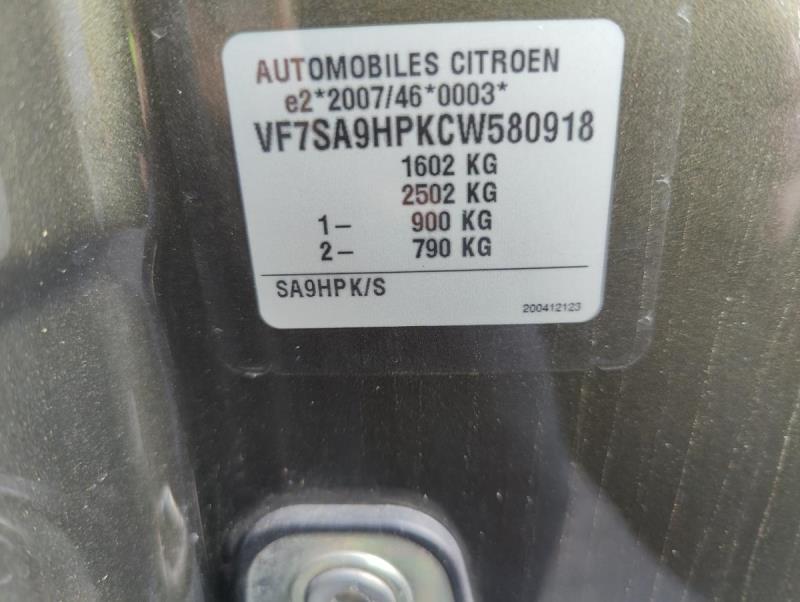 AUTOMOBILES CITROEN
e2*2007/46*0003*
VF7SA9HPKCW580918
1602 KG
2502 KG
1- 900 KG
2- 790 KG
SA9HPK/S
200412123